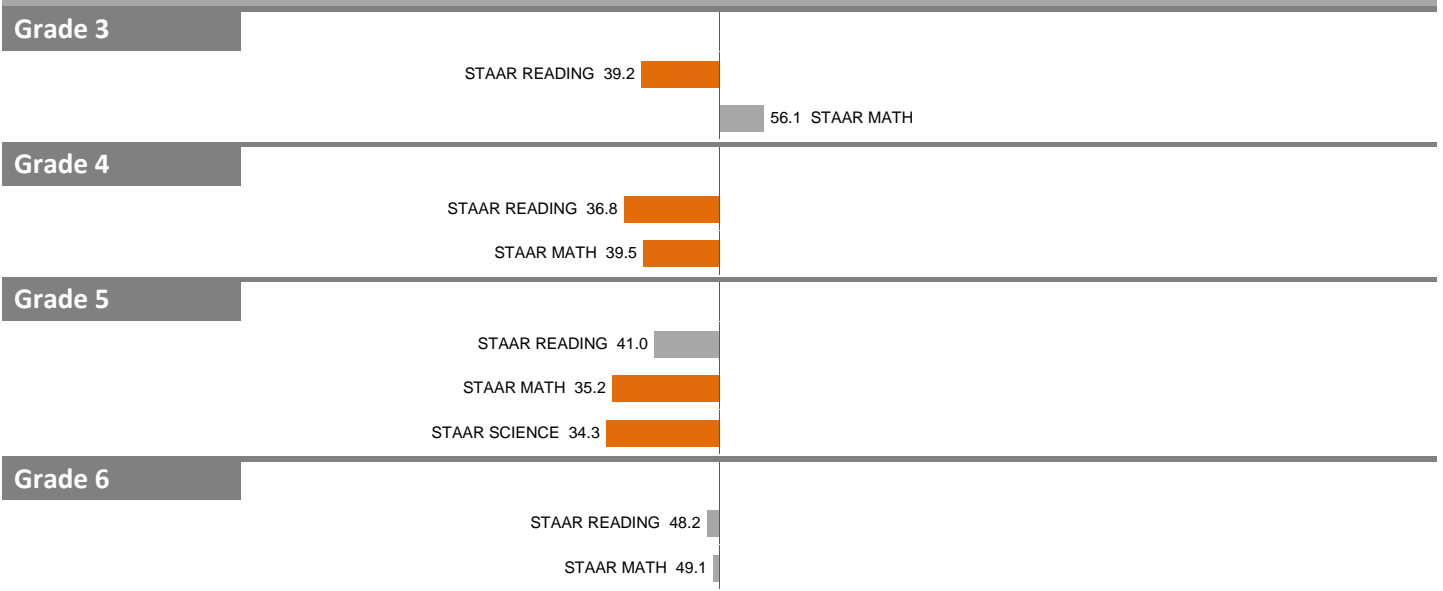 Grade 3
STAAR READING 39.2
56.1 STAAR MATH
Grade 4
STAAR READING 36.8
STAAR MATH 39.5
Grade 5
STAAR READING 41.0
STAAR MATH 35.2
STAAR SCIENCE 34.3
Grade 6
STAAR READING 48.2
STAAR MATH 49.1